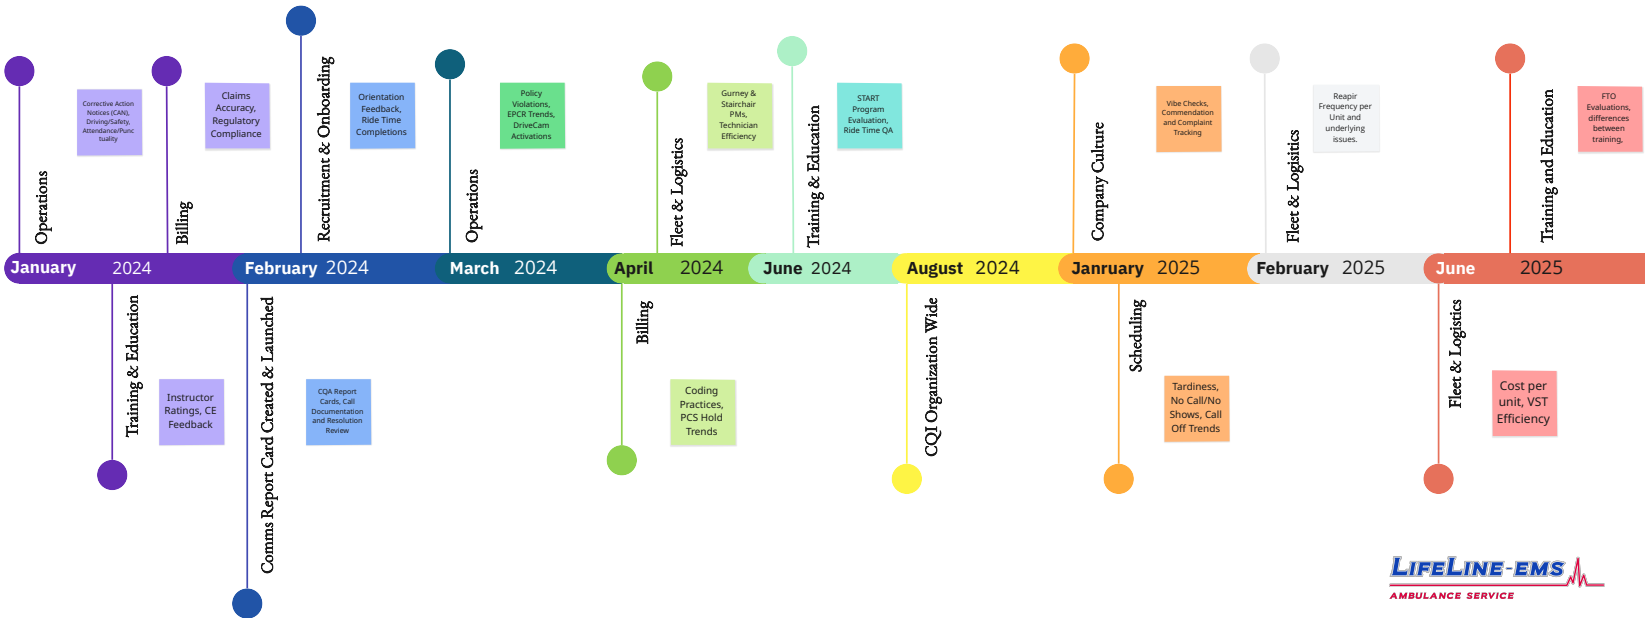 Operations
Corrective Action
Notices (CAN),
Driving/Safety,
Attendance/Punc
tuality
Billing
Claims
Accuracy,
Regulatory
Compliance
Recruitment & Onboarding
Orientation
Feedback,
Ride Time
Completions
Operations
Policy
Violations,
EPCR Trends,
DriveCam
Activations
Fleet & Logistics
Gurney &
Stairchair
PMs,
Technician
Efficiency
Training & Education
START
Program
Evaluation,
Ride Time QA
Company Culture
Vibe Checks,
Commendation
and Complaint
Tracking
Fleet & Logisitics
Reapir
Frequency per
Unit and
underlying
issues.
Training and Education
FTO
Evaluations,
differences
between
training,
January 2024
February 2024
March 2024
April 2024
June 2024
August 2024
Janruary 2025
February 2025
June 2025
Training & Education
Instructor
Ratings, CE
Feedback
Comms Report Card Created & Launched
CQA Report
Cards, Call
Documentation
and Resolution
Review
Billing
Coding
Practices,
PCS Hold
Trends
CQI Organization Wide
Scheduling
Tardiness,
No Call/No
Shows, Call
Off Trends
Fleet & Logistics
Cost per
unit, VST
Efficiency
LIFELINE-EMS
AMBULANCE SERVICE